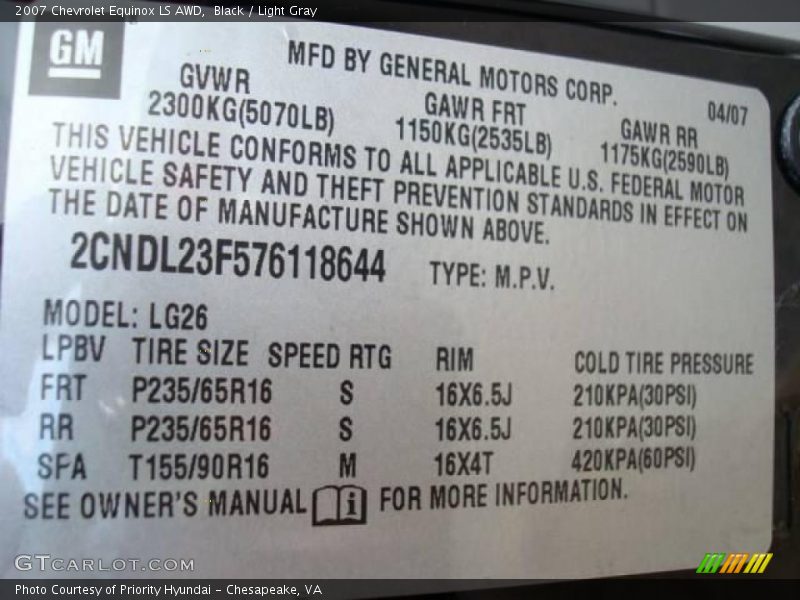 2007 Chevrolet Equinox LS AWD, Black / Light Gray
GM
MFD BY GENERAL MOTORS CORP.
04/07
GVWR
GAWR FRT
GAWR RR
2300KG(5070LB)
1150KG(2535LB)
1175KG(2590LB)
THIS VEHICLE CONFORMS TO ALL APPLICABLE U.S. FEDERAL MOTOR
VEHICLE SAFETY AND THEFT PREVENTION STANDARDS IN EFFECT ON
THE DATE OF MANUFACTURE SHOWN ABOVE.
2CNDL23F576118644 TYPE: M.P.V.
MODEL: LG26
LPBV TIRE SIZE SPEED RTG RIM COLD TIRE PRESSURE
FRT P235/65R16 S 16X6.5J 210KPA(30PSI)
RR P235/65R16 S 16X6.5J 210KPA(30PSI)
SPA T155/90R16 M 16X4T 420KPA(60PSI)
SEE OWNER'S MANUAL i FOR MORE INFORMATION.
GTCARLOT.COM
Photo Courtesy of Priority Hyundai – Chesapeake, VA